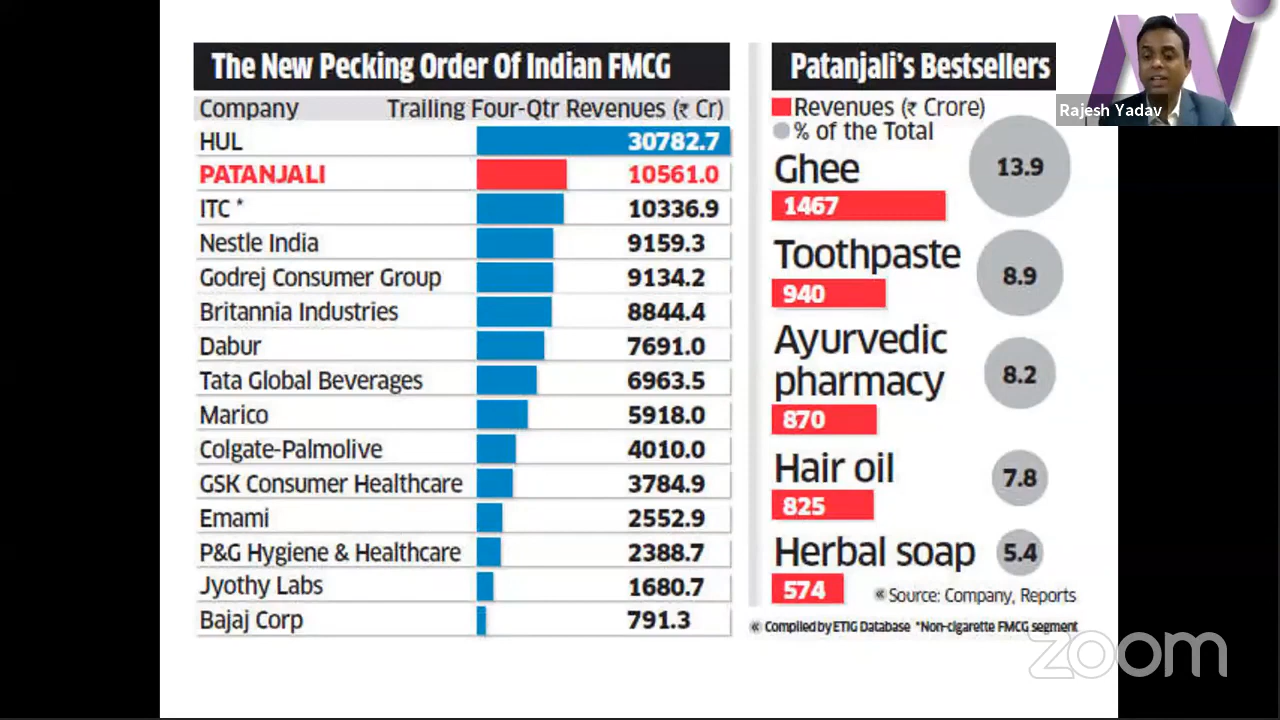 The New Pecking Order Of Indian FMCG
Company Trailing Four-Qtr Revenues (₹ Cr)
HUL 30782.7
PATANJALI 10561.0
ITC * 10336.9
Nestle India 9159.3
Godrej Consumer Group 9134.2
Britannia Industries 8844.4
Dabur 7691.0
Tata Global Beverages 6963.5
Marico 5918.0
Colgate-Palmolive 4010.0
GSK Consumer Healthcare 3784.9
Emami 2552.9
P&G Hygiene & Healthcare 2388.7
Jyothy Labs 1680.7
Bajaj Corp 791.3
Patanjali's Bestsellers
Revenues (₹ Crore)
% of the Total
Ghee 13.9
1467
Toothpaste 8.9
940
Ayurvedic
pharmacy 8.2
870
Hair oil 7.8
825
Herbal soap 5.4
574
« Source: Company, Reports
« Compiled by ETIG Database *Non-cigarette FMCG segment
Rajesh Yadav
zoom